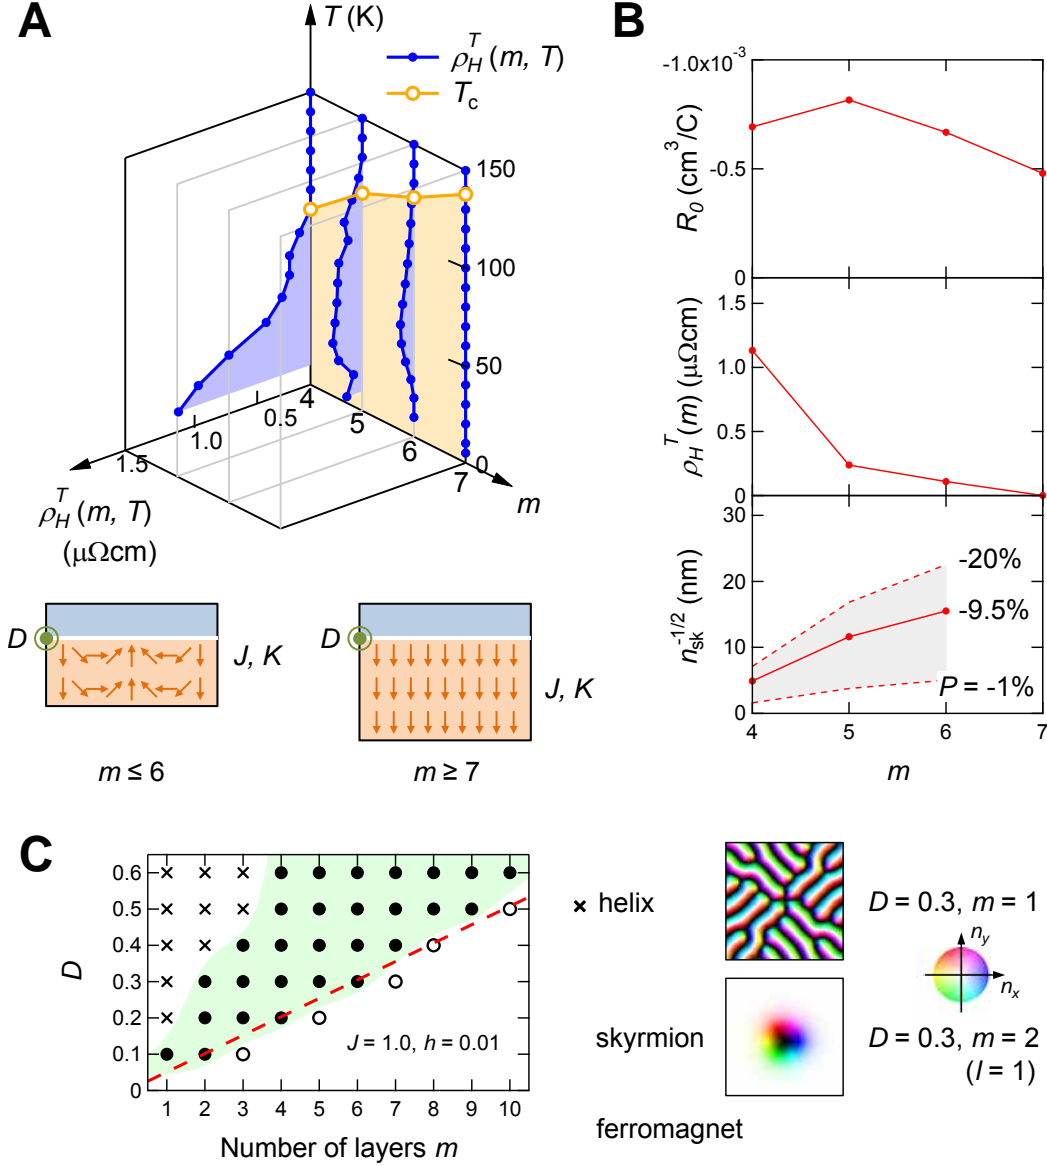 A
T (K)
ρ_H^T (m, T)
T_c
150
100
50
0
4
5
6
7
m
0.5
1.0
1.5
ρ_H^T (m, T)
(μΩcm)
D
J, K
m ≤ 6
D
J, K
m ≥ 7
B
-1.0x10^-3
-0.5
0
R_0 (cm^3/C)
1.5
1.0
0.5
0
ρ_H^T (m) (μΩcm)
30
20
10
0
n_sk^-1/2 (nm)
-20%
-9.5%
P = -1%
4
5
6
7
m
C
0.6
0.5
0.4
0.3
0.2
0.1
0
D
J = 1.0, h = 0.01
1 2 3 4 5 6 7 8 9 10
Number of layers m
× helix
D = 0.3, m = 1
n_y
n_x
skyrmion
D = 0.3, m = 2
(l = 1)
ferromagnet